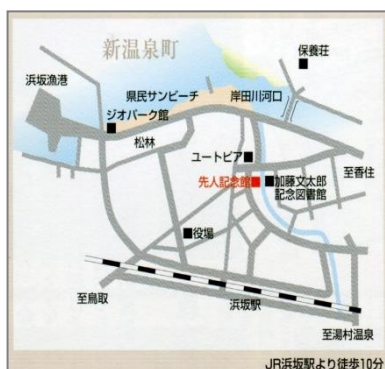 新温泉町
保養荘
浜坂漁港
県民サンビーチ
岸田川河口
ジオパーク館
松林
ユートピア
至香住
先人記念館
加藤文太郎
記念図書館
役場
至鳥取
浜坂駅
至湯村温泉
JR浜坂駅より徒歩10分